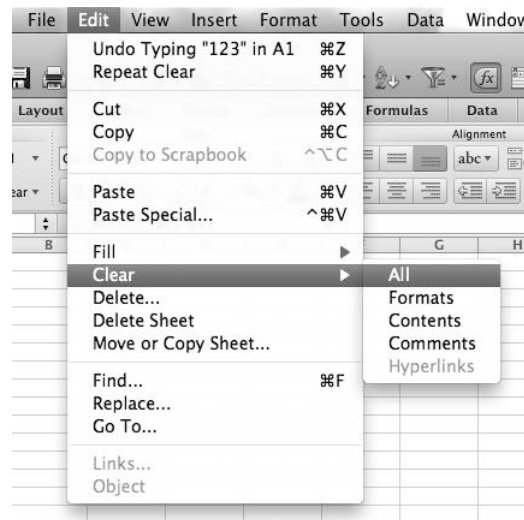 File Edit View Insert Format Tools Data Window
Undo Typing "123" in A1 ⌘Z
Repeat Clear ⌘Y
Layout
Cut ⌘X
Formulas Data
Copy ⌘C
Alignment
Copy to Scrapbook ^⌥C
abc
Paste ⌘V
Paste Special... ^⌘V
Fill
B G H
Clear
Delete...
Delete Sheet
Move or Copy Sheet...
Find... ⌘F
Replace...
Go To...
Links...
Object
All
Formats
Contents
Comments
Hyperlinks
fx